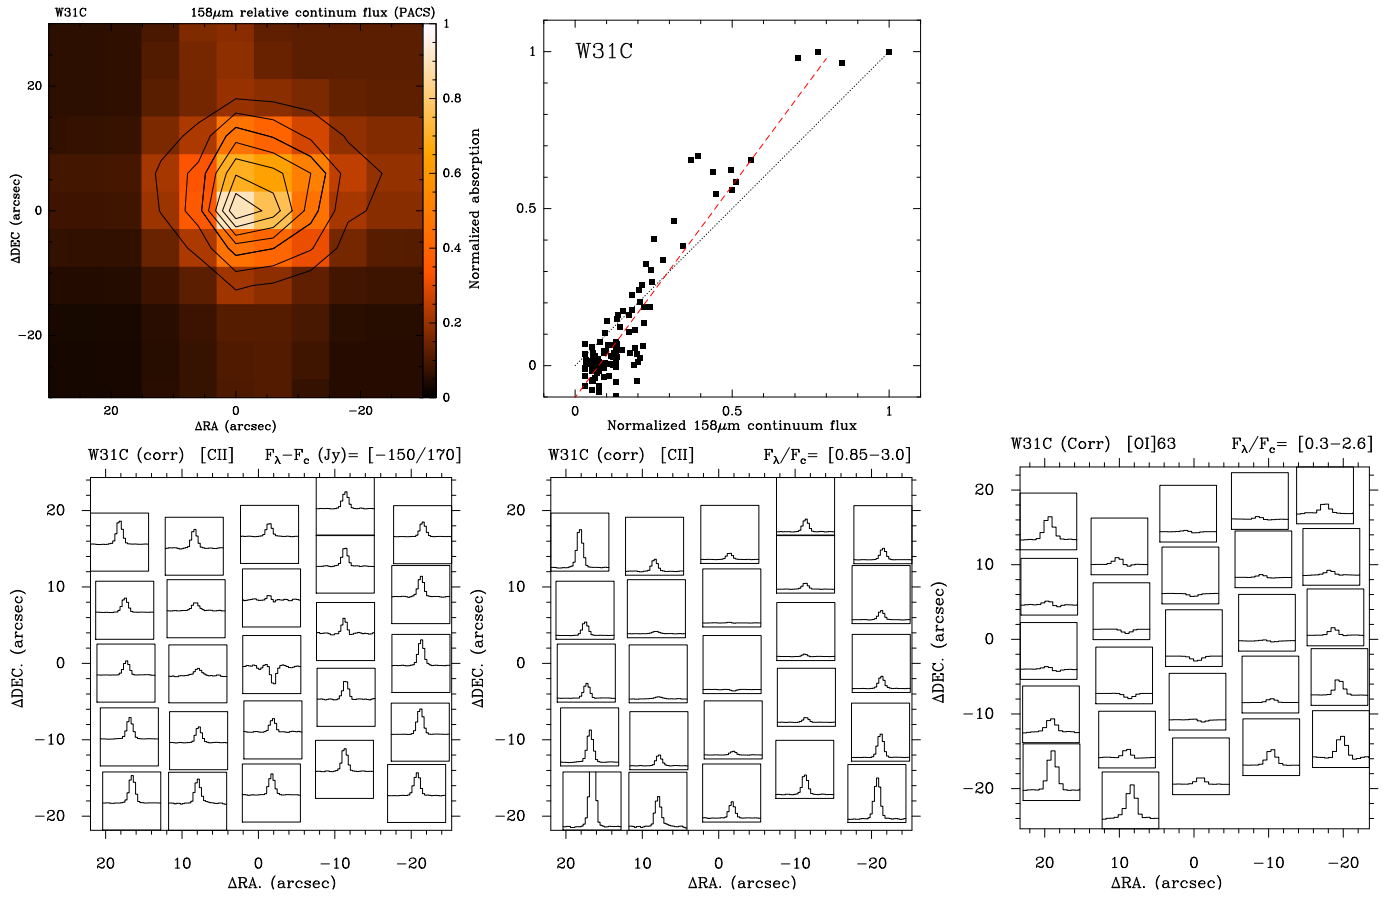 W31C 158μm relative continum flux (PACS)
20
0
−20
ΔDEC (arcsec)
20 0 −20
ΔRA (arcsec)
1
0.8
0.6
0.4
0.2
0
Normalized absorption
W31C
1
0.5
0
0 0.5 1
Normalized 158μm continuum flux
W31C (corr) [CII] Fλ−Fc (Jy)= [−150/170]
20
10
0
−10
−20
ΔDEC. (arcsec)
20 10 0 −10 −20
ΔRA. (arcsec)
W31C (corr) [CII] Fλ/Fc= [0.85−3.0]
20
10
0
−10
−20
ΔDEC. (arcsec)
20 10 0 −10 −20
ΔRA. (arcsec)
W31C (Corr) [OI]63 Fλ/Fc= [0.3−2.6]
20
10
0
−10
−20
ΔDEC. (arcsec)
20 10 0 −10 −20
ΔRA. (arcsec)